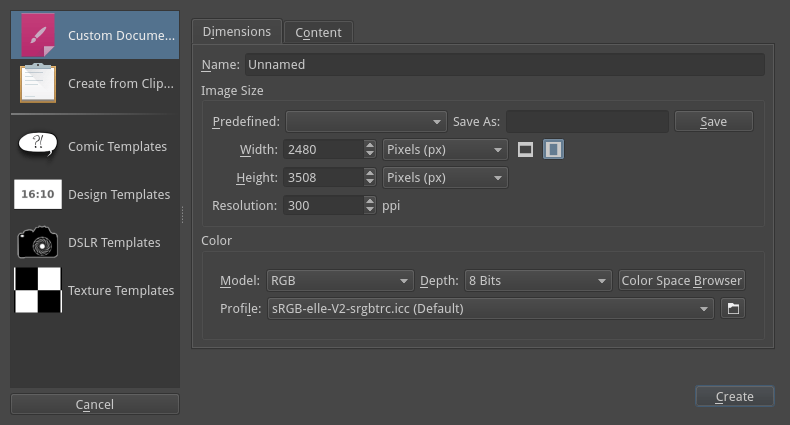 Custom Docume...
Create from Clip...
Comic Templates
16:10
Design Templates
DSLR Templates
Texture Templates
Cancel
Dimensions
Content
Name: Unnamed
Image Size
Predefined: Save As: Save
Width: 2480 Pixels (px)
Height: 3508 Pixels (px)
Resolution: 300 ppi
Color
Model: RGB Depth: 8 Bits Color Space Browser
Profile: sRGB-elle-V2-srgbtrc.icc (Default)
Create
?!